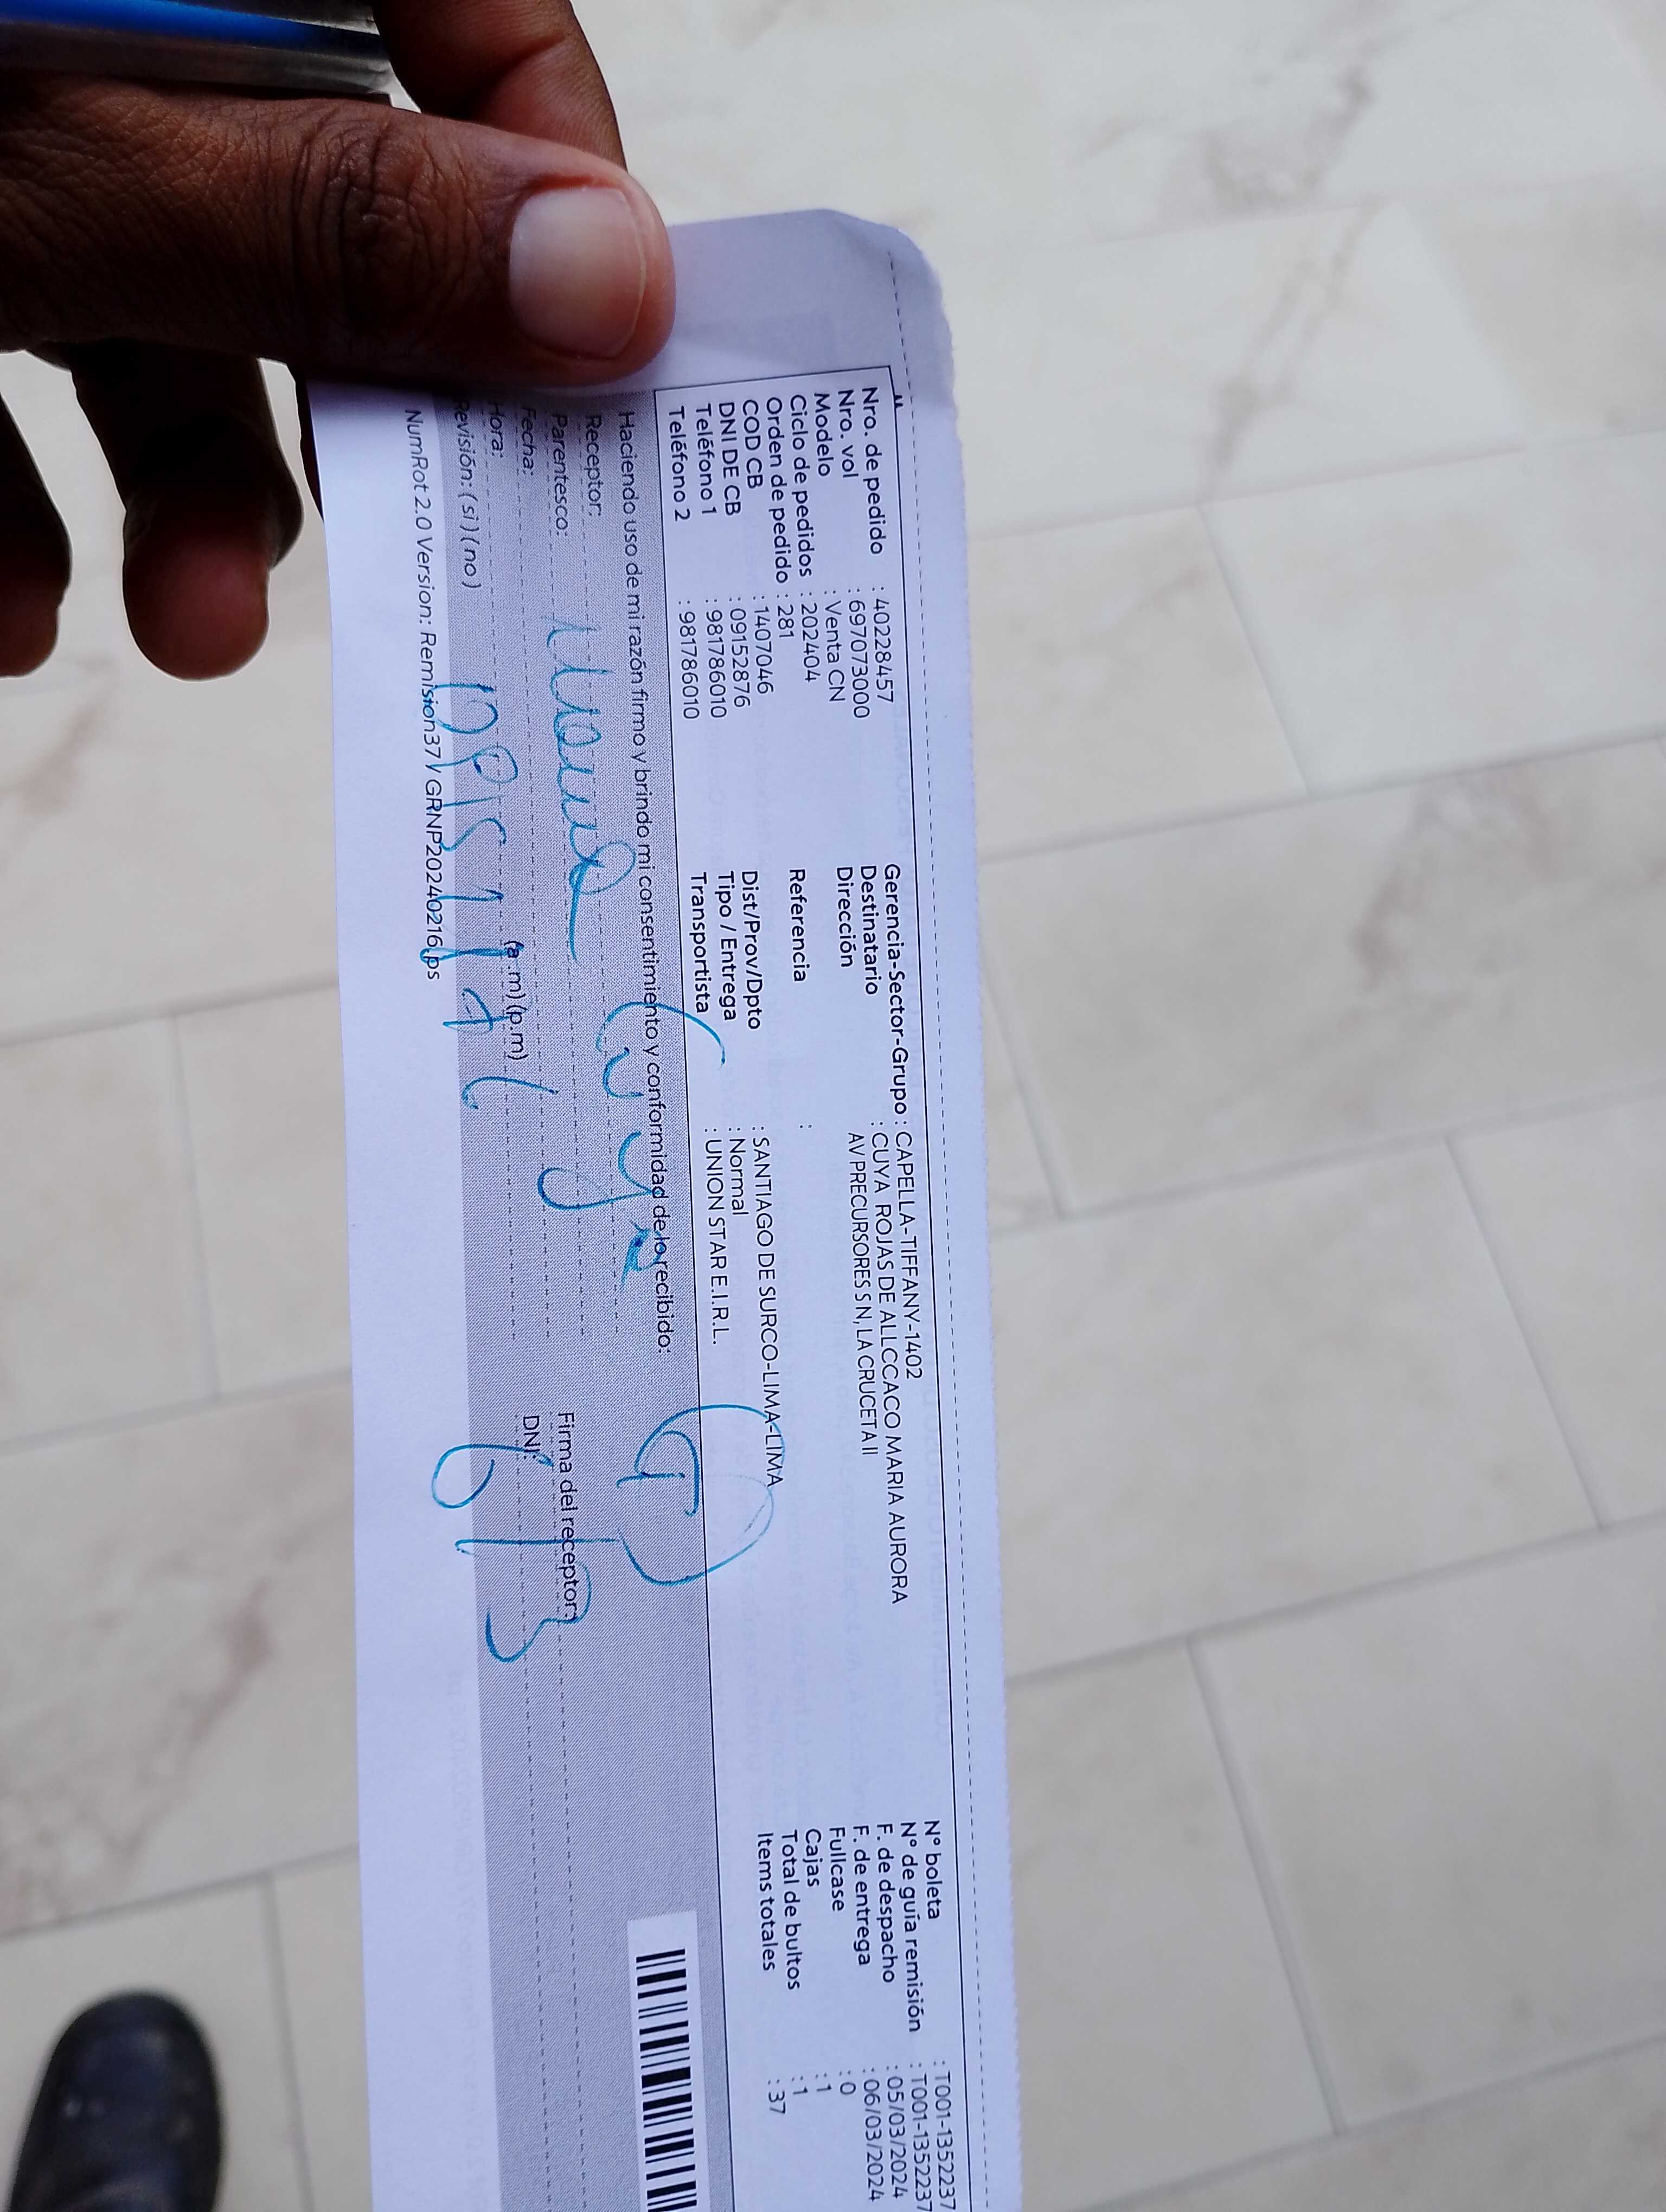 Nro. de pedido : 40228457
Nro. vol : 697073000
Modelo : Venta CN
Ciclo de pedidos : 202404
Orden de pedido : 281
COD CB : 1407046
DNI DE CB : 09152876
Teléfono 1 : 981786010
Teléfono 2 : 981786010
Gerencia-Sector-Grupo : CAPELLA-TIFFANY-1402
Destinatario : CUYA ROJAS DE ALLCCACO MARIA AURORA
Dirección AV PRECURSORES S N, LA CRUCETA II
Referencia :
Dist/Prov/Dpto : SANTIAGO DE SURCO-LIMA-LIMA
Tipo / Entrega : Normal
Transportista : UNION STAR E.I.R.L.
N° boleta : T001-1352237
N° de guía remisión : T001-1352237
F. de despacho : 05/03/2024
F. de entrega : 06/03/2024
Fullcase : 0
Cajas : 1
Total de bultos : 1
Items totales : 37
Haciendo uso de mi razón firmo y brindo mi consentimiento y conformidad de lo recibido:
Receptor:
Parentesco:
Fecha:
Hora: (a.m) (p.m)
Revisión: (si) (no)
Firma del receptor:
DNI:
NumRot 2.0 Version: Remision37 / GRNP20240216.ps